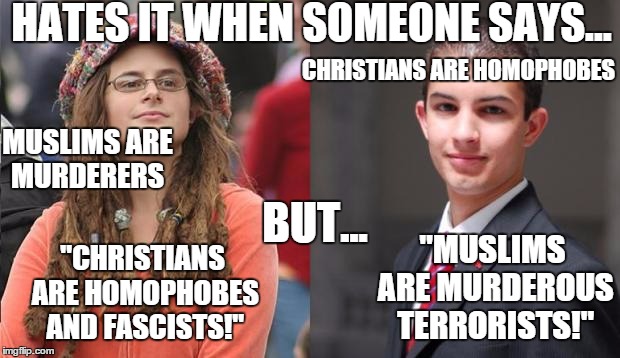 HATES IT WHEN SOMEONE SAYS...
CHRISTIANS ARE HOMOPHOBES
MUSLIMS ARE
MURDERERS
BUT...
"CHRISTIANS
ARE HOMOPHOBES
AND FASCISTS!"
"MUSLIMS
ARE MURDEROUS
TERRORISTS!"
imgflip.com